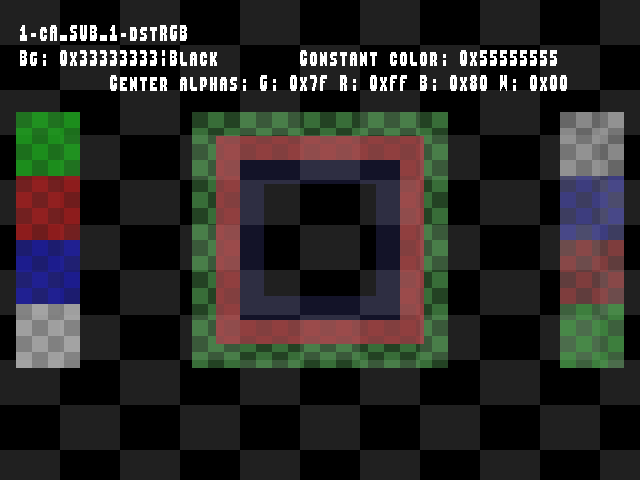 1-cA_SUB_1-dstRGB
Bg: 0x33333333|Black Constant color: 0x55555555
Center alphas: G: 0x7f R: 0xff B: 0x80 W: 0x00